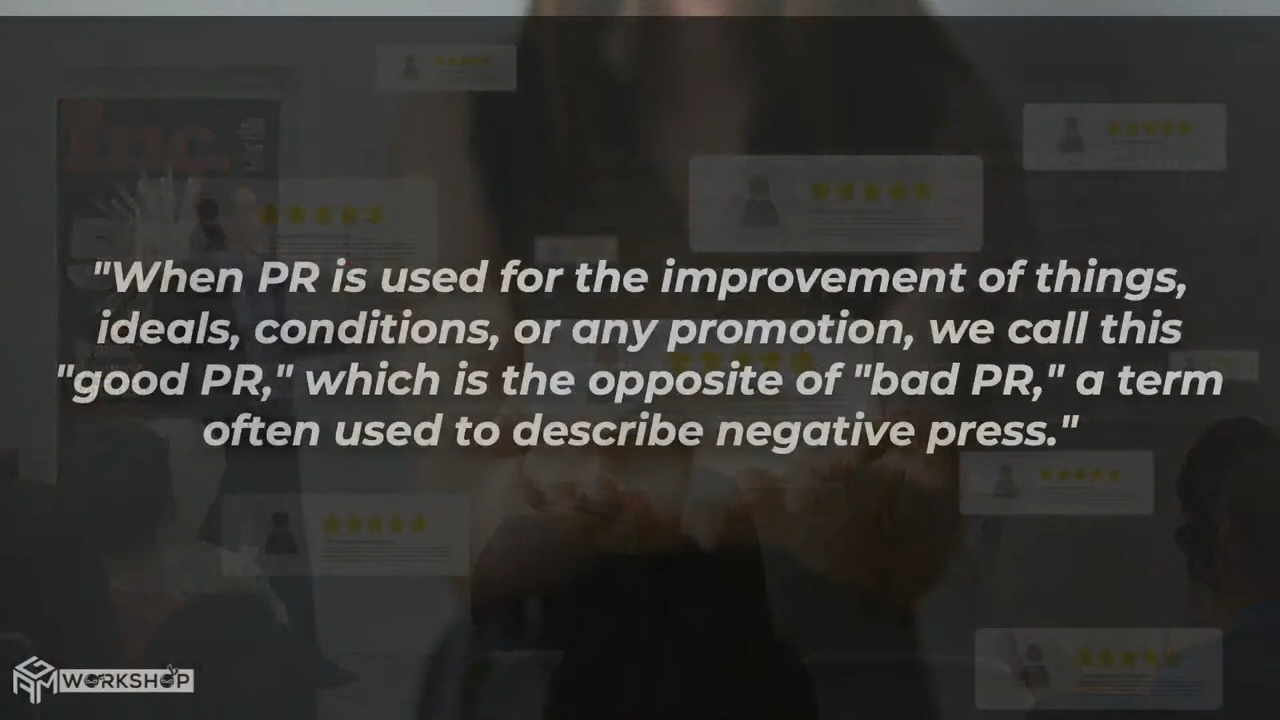 Inc.
"When PR is used for the improvement of things,
ideals, conditions, or any promotion, we call this
"good PR," which is the opposite of "bad PR," a term
often used to describe negative press."
WORKSHOP